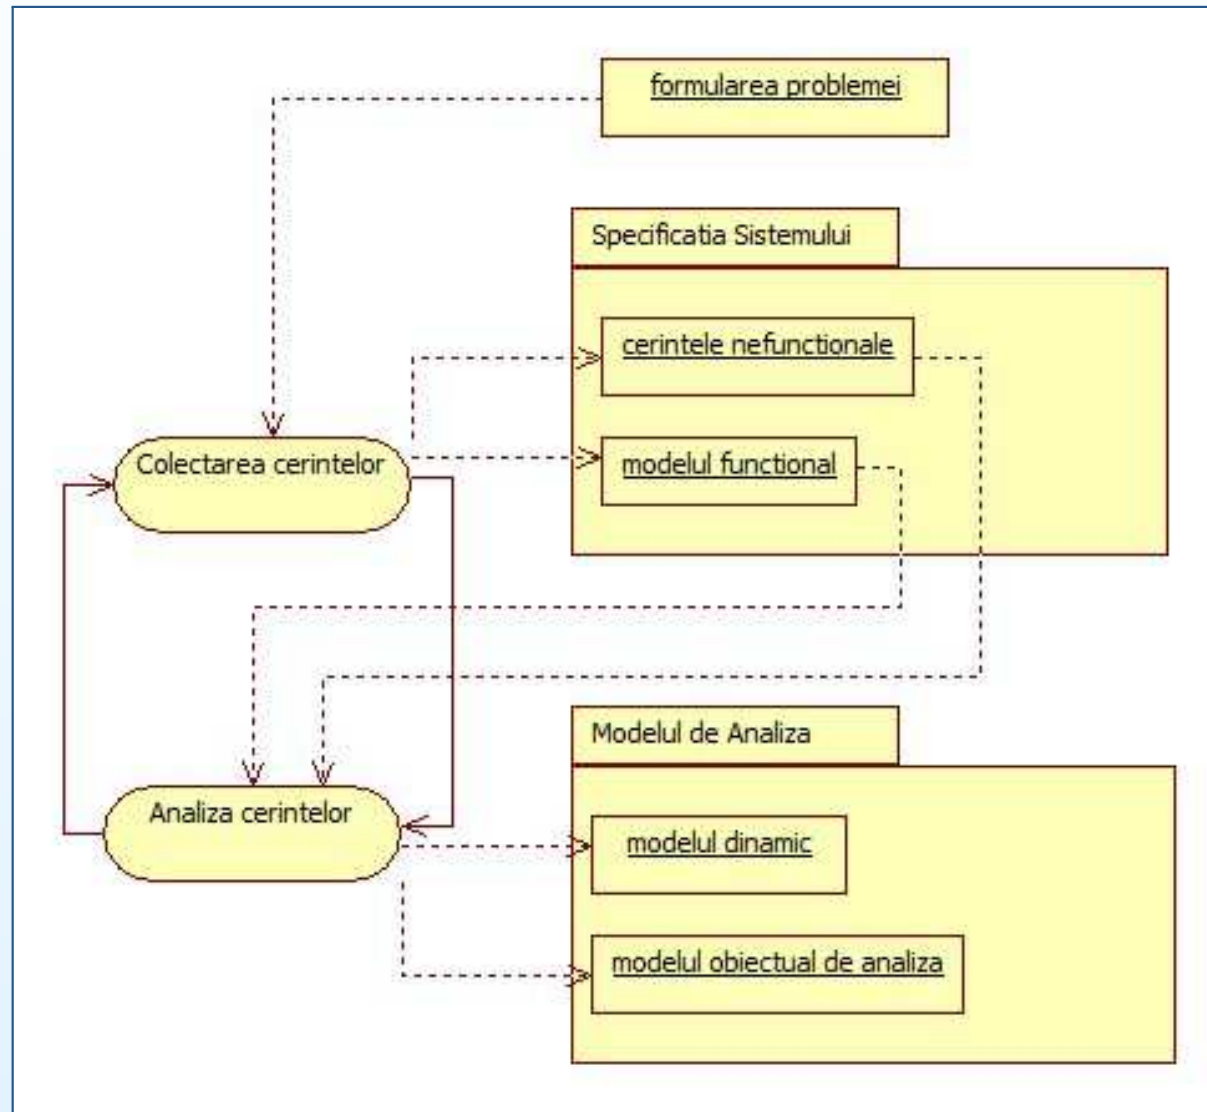 formularea problemei
Specificatia Sistemului
cerintele nefunctionale
modelul functional
Colectarea cerintelor
Modelul de Analiza
Analiza cerintelor
modelul dinamic
modelul obiectual de analiza